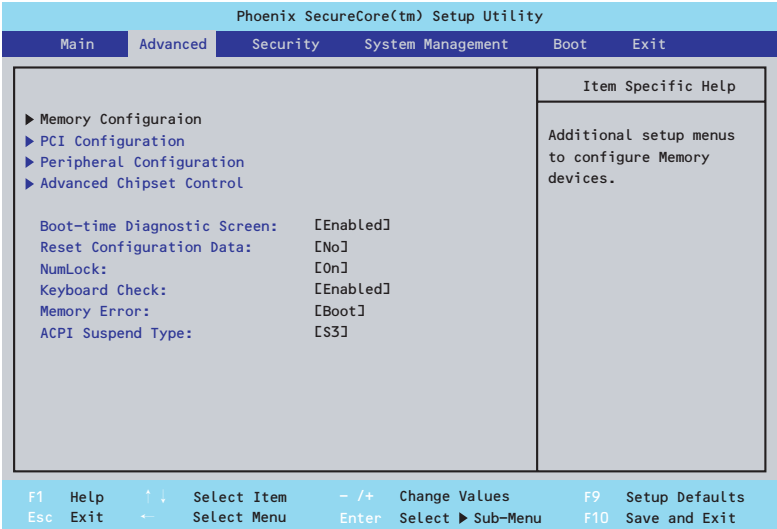 Phoenix SecureCore(tm) Setup Utility
Main Advanced Security System Management Boot Exit
Item Specific Help
▶ Memory Configuraion
▶ PCI Configuration
▶ Peripheral Configuration
▶ Advanced Chipset Control
Additional setup menus
to configure Memory
devices.
Boot-time Diagnostic Screen: [Enabled]
Reset Configuration Data: [No]
NumLock: [On]
Keyboard Check: [Enabled]
Memory Error: [Boot]
ACPI Suspend Type: [S3]
F1 Help ↑↓ Select Item - /+ Change Values F9 Setup Defaults
Esc Exit ← Select Menu Enter Select ▶ Sub-Menu F10 Save and Exit